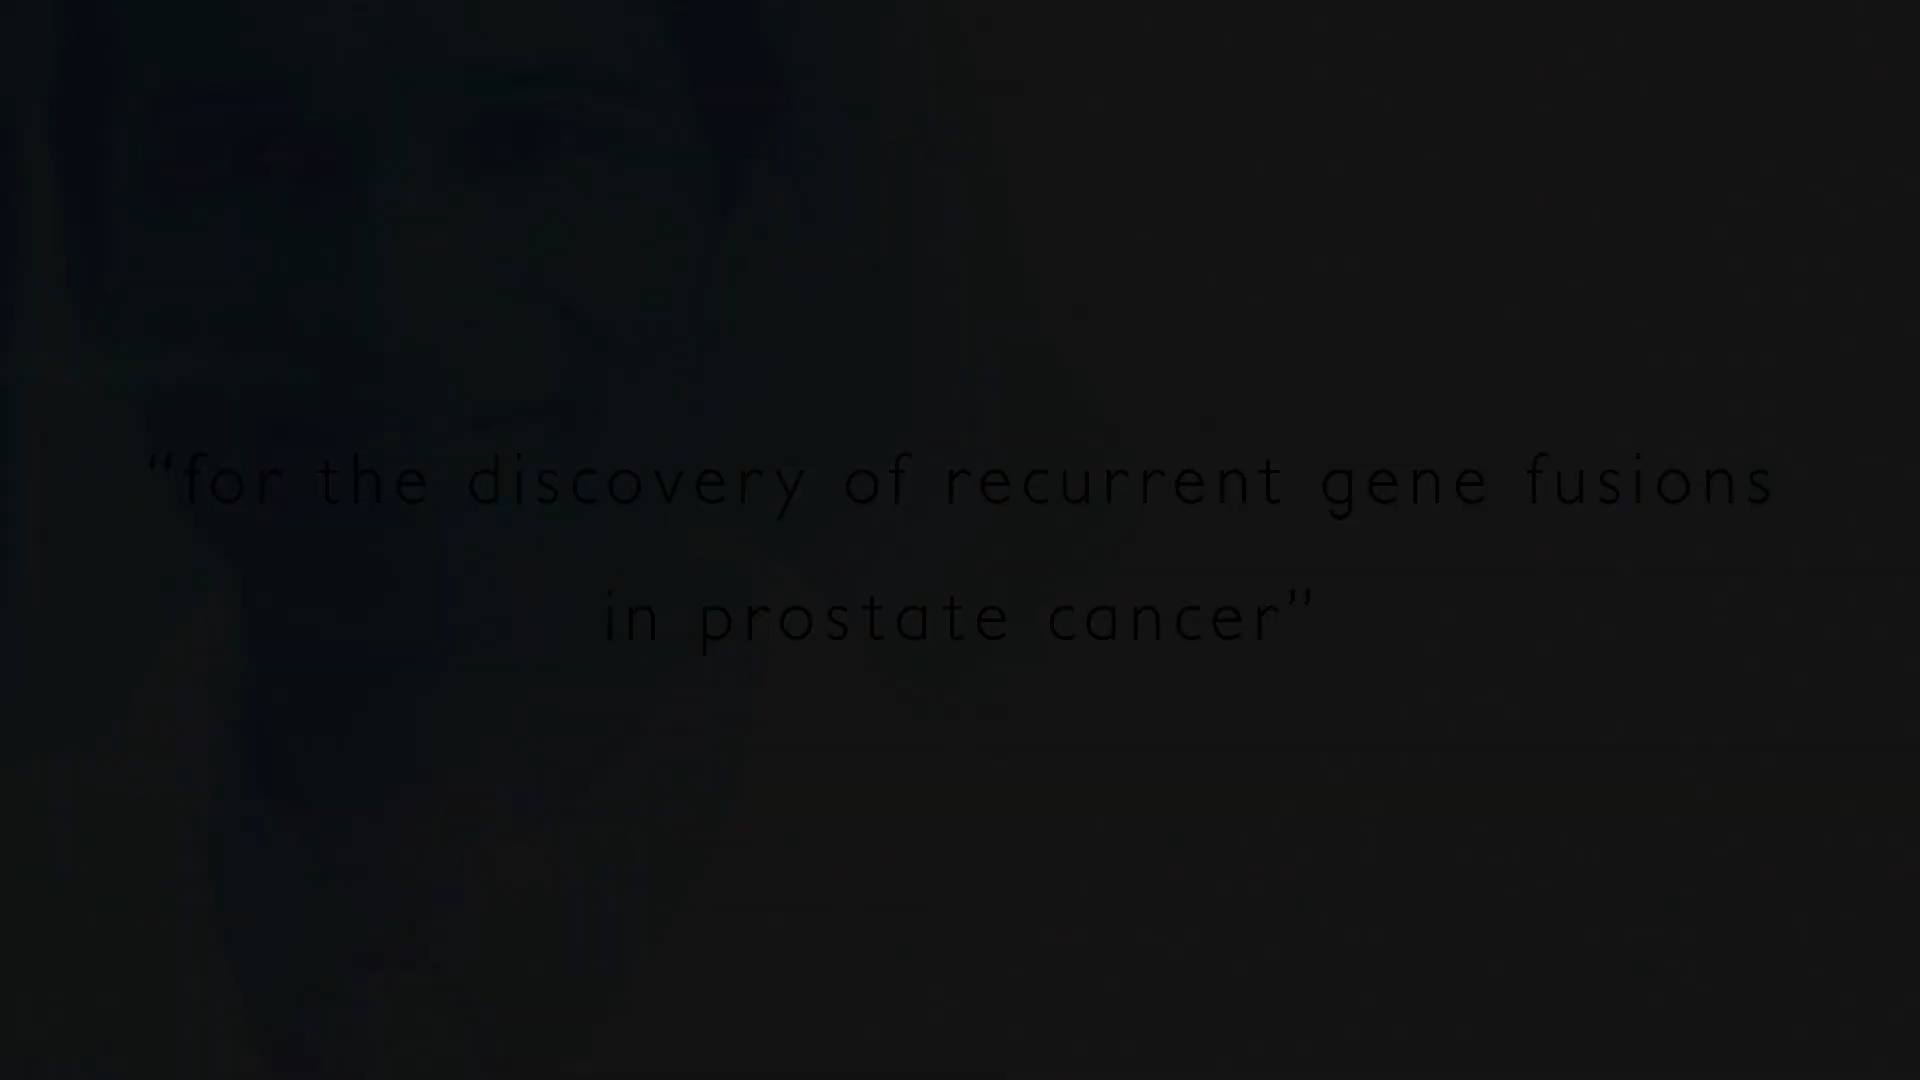 “for the discovery of recurrent gene fusions
in prostate cancer”